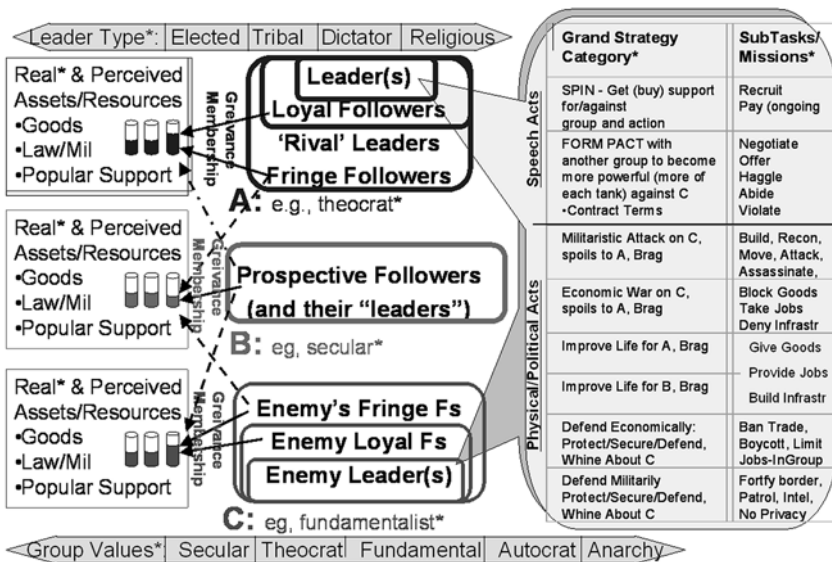 Leader Type*: Elected Tribal Dictator Religious
Real* & Perceived
Assets/Resources
•Goods
•Law/Mil
•Popular Support
Greivance
Membership
Leader(s)
Loyal Followers
'Rival' Leaders
Fringe Followers
A: e.g., theocrat*
Real* & Perceived
Assets/Resources
•Goods
•Law/Mil
•Popular Support
Greivance
Membership
Prospective Followers
(and their "leaders")
B: eg, secular*
Real* & Perceived
Assets/Resources
•Goods
•Law/Mil
•Popular Support
Greivance
Membership
Enemy's Fringe Fs
Enemy Loyal Fs
Enemy Leader(s)
C: eg, fundamentalist*
Group Values*: Secular Theocrat Fundamental Autocrat Anarchy
Grand Strategy
Category*
SubTasks/
Missions*
Speech Acts
SPIN - Get (buy) support
for/against
group and action
Recruit
Pay (ongoing
FORM PACT with
another group to become
more powerful (more of
each tank) against C
•Contract Terms
Negotiate
Offer
Haggle
Abide
Violate
Physical/Political Acts
Militaristic Attack on C,
spoils to A, Brag
Build, Recon,
Move, Attack,
Assassinate,
Economic War on C,
spoils to A, Brag
Block Goods
Take Jobs
Deny Infrastr
Improve Life for A, Brag
Give Goods
Provide Jobs
Improve Life for B, Brag
Build Infrastr
Defend Economically:
Protect/Secure/Defend,
Whine About C
Ban Trade,
Boycott, Limit
Jobs-InGroup
Defend Militarily
Protect/Secure/Defend,
Whine About C
Fortfy border,
Patrol, Intel,
No Privacy